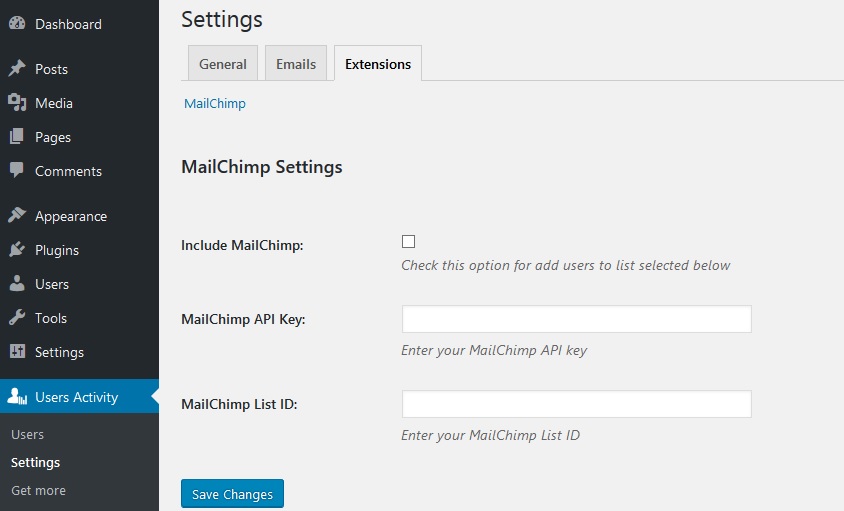 Dashboard
Posts
Media
Pages
Comments
Appearance
Plugins
Users
Tools
Settings
Users Activity
Users
Settings
Get more
Settings
General Emails Extensions
MailChimp
MailChimp Settings
Include MailChimp:
Check this option for add users to list selected below
MailChimp API Key:
Enter your MailChimp API key
MailChimp List ID:
Enter your MailChimp List ID
Save Changes